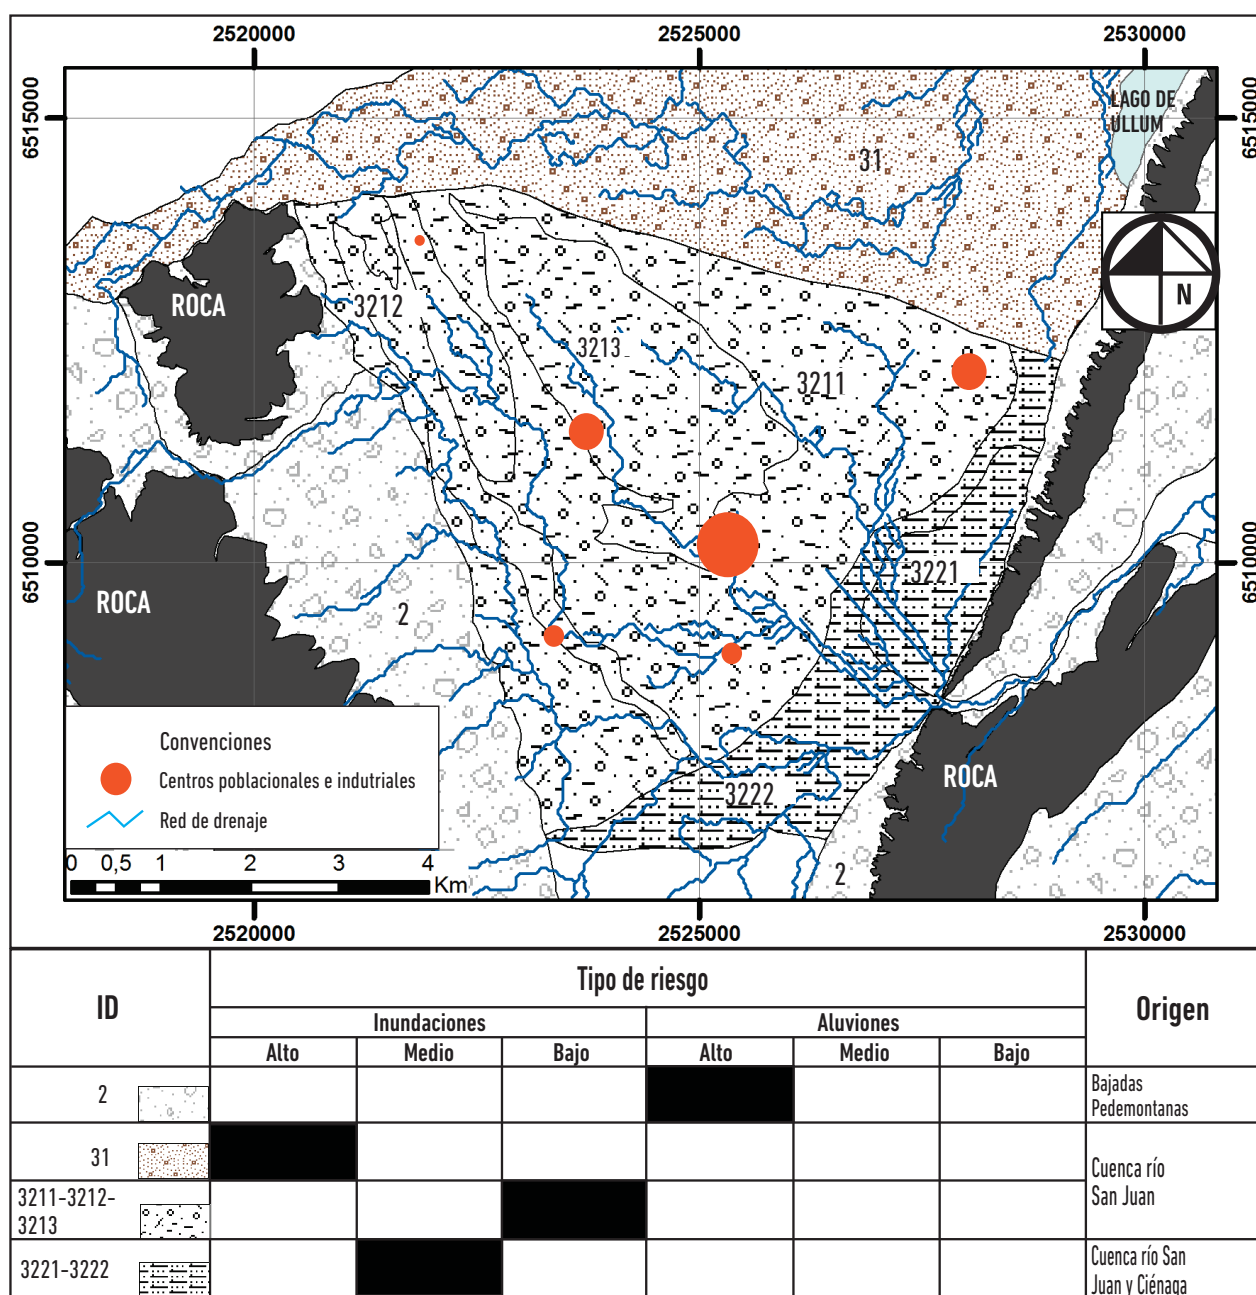 2520000
2525000
2530000
6515000
6515000
6510000
6510000
LAGO DE
ULLUM
31
N
ROCA
3212
3213
3211
3221
ROCA
2
3222
ROCA
2
Convenciones
Centros poblacionales e indutriales
Red de drenaje
0 0,5 1 2 3 4
Km
2520000
2525000
2530000
ID
Tipo de riesgo
Origen
Inundaciones
Aluviones
Alto
Medio
Bajo
Alto
Medio
Bajo
2
Bajadas
Pedemontanas
31
Cuenca río
San Juan
3211-3212-
3213
3221-3222
Cuenca río San
Juan y Ciénaga